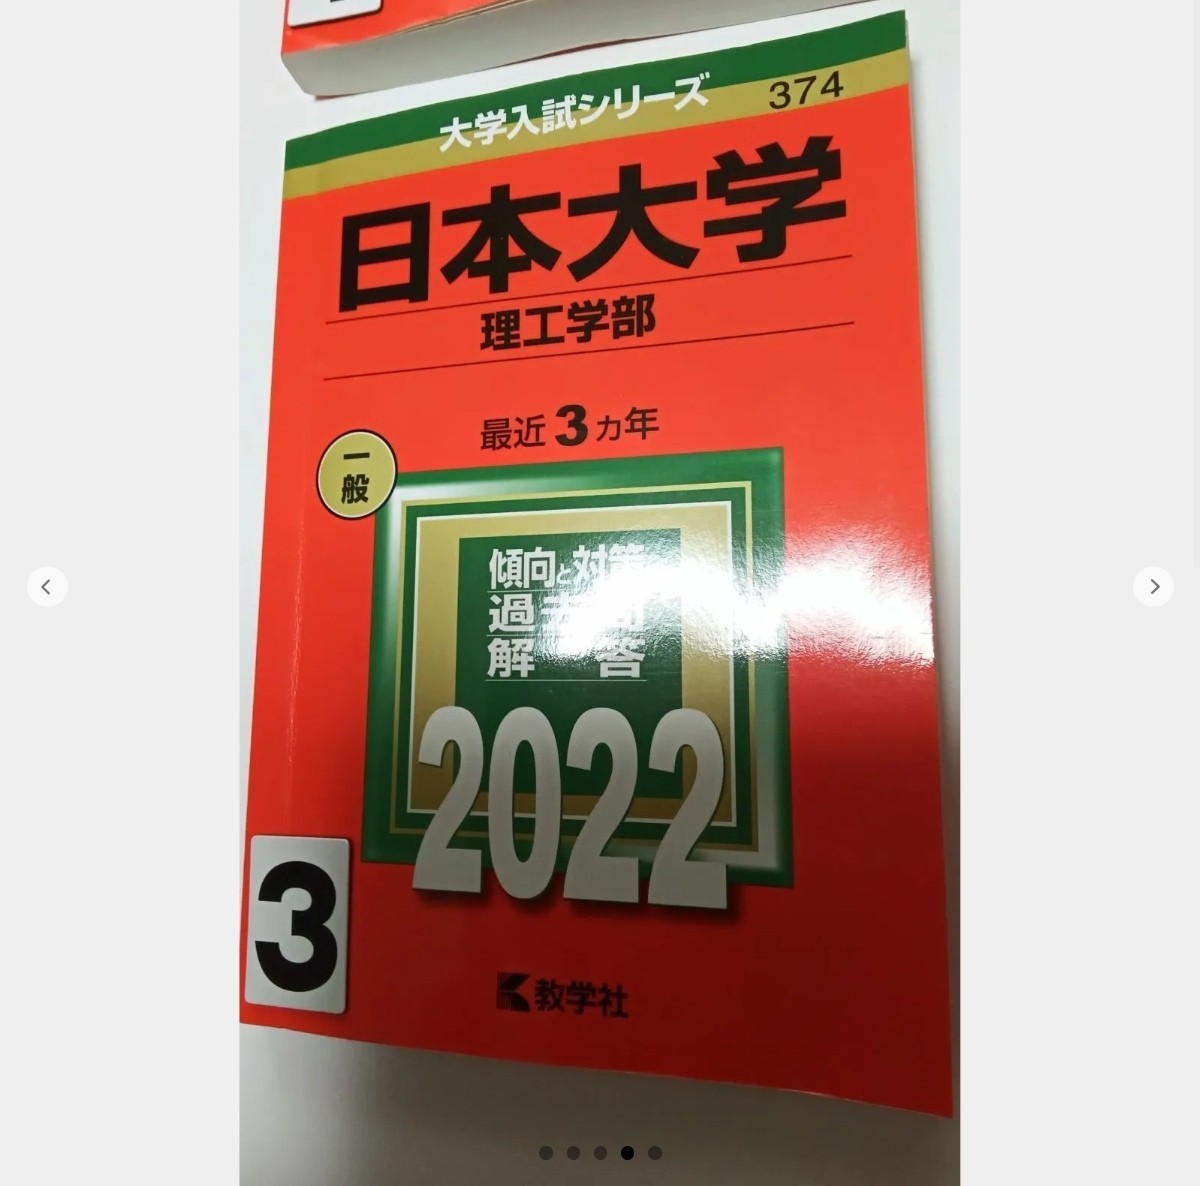 大学入試シリーズ
374
日本大学
理工学部
最近3カ年
一般
傾向と対策
解答
2022
3
教学社